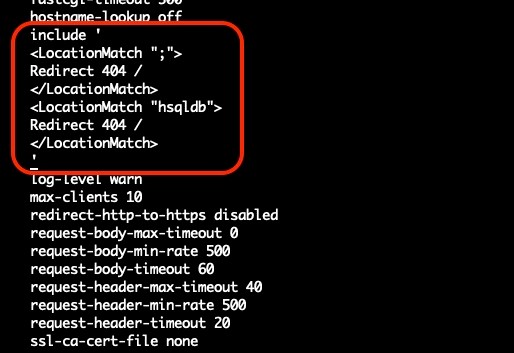 fastcgi-timeout 300
hostname-lookup off
include '
<LocationMatch ";">
Redirect 404 /
</LocationMatch>
<LocationMatch "hsqldb">
Redirect 404 /
</LocationMatch>
'
log-level warn
max-clients 10
redirect-http-to-https disabled
request-body-max-timeout 0
request-body-min-rate 500
request-body-timeout 60
request-header-max-timeout 40
request-header-min-rate 500
request-header-timeout 20
ssl-ca-cert-file none